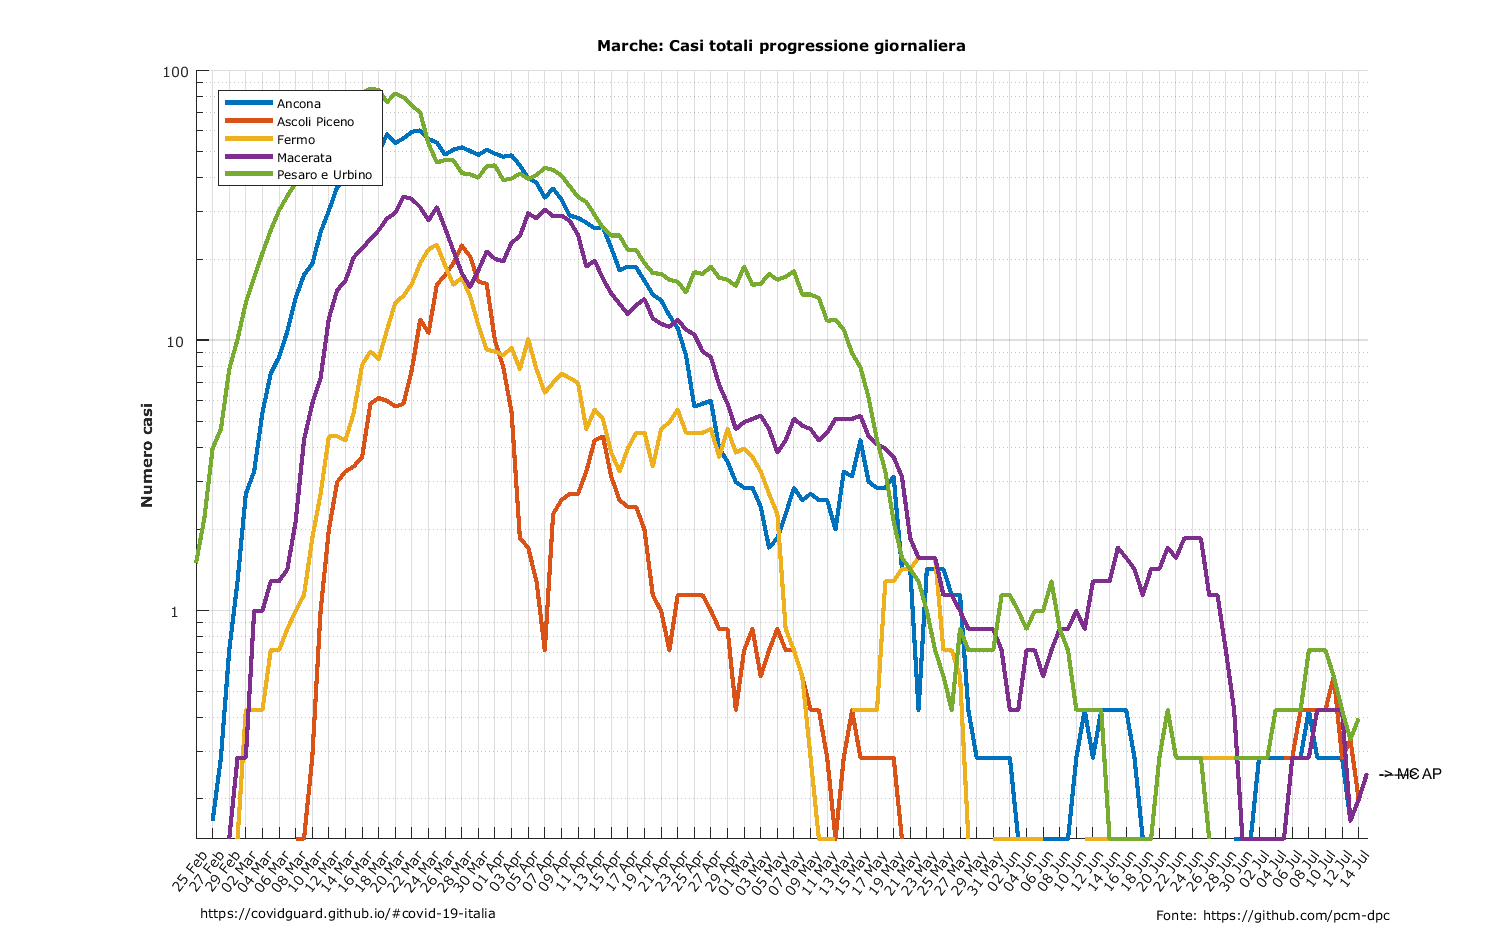 Marche: Casi totali progressione giornaliera
Numero casi
100
10
1
Ancona
Ascoli Piceno
Fermo
Macerata
Pesaro e Urbino
25 Feb
27 Feb
29 Feb
02 Mar
04 Mar
06 Mar
08 Mar
10 Mar
12 Mar
14 Mar
16 Mar
18 Mar
20 Mar
22 Mar
24 Mar
26 Mar
28 Mar
30 Mar
01 Apr
03 Apr
05 Apr
07 Apr
09 Apr
11 Apr
13 Apr
15 Apr
17 Apr
19 Apr
21 Apr
23 Apr
25 Apr
27 Apr
29 Apr
01 May
03 May
05 May
07 May
09 May
11 May
13 May
15 May
17 May
19 May
21 May
23 May
25 May
27 May
29 May
31 May
02 Jun
04 Jun
06 Jun
08 Jun
10 Jun
12 Jun
14 Jun
16 Jun
18 Jun
20 Jun
22 Jun
24 Jun
26 Jun
28 Jun
30 Jun
02 Jul
04 Jul
06 Jul
08 Jul
10 Jul
12 Jul
14 Jul
https://covidguard.github.io/#covid-19-italia
Fonte: https://github.com/pcm-dpc